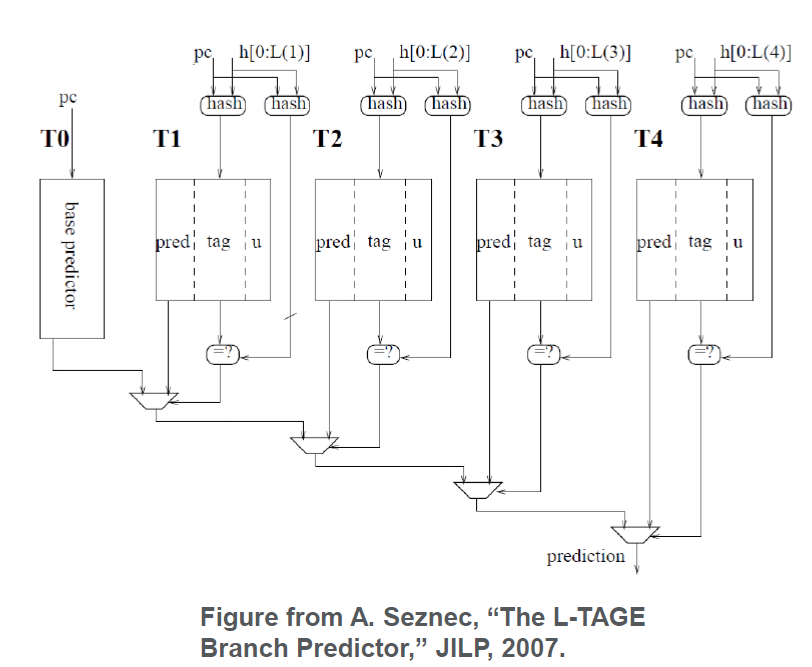 pc h[0:L(1)] pc h[0:L(2)] pc h[0:L(3)] pc h[0:L(4)]
pc hash hash hash hash hash hash hash hash
T0 T1 T2 T3 T4
base predictor
pred tag u pred tag u pred tag u pred tag u
=? =? =? =?
prediction
Figure from A. Seznec, “The L-TAGE
Branch Predictor,” JILP, 2007.